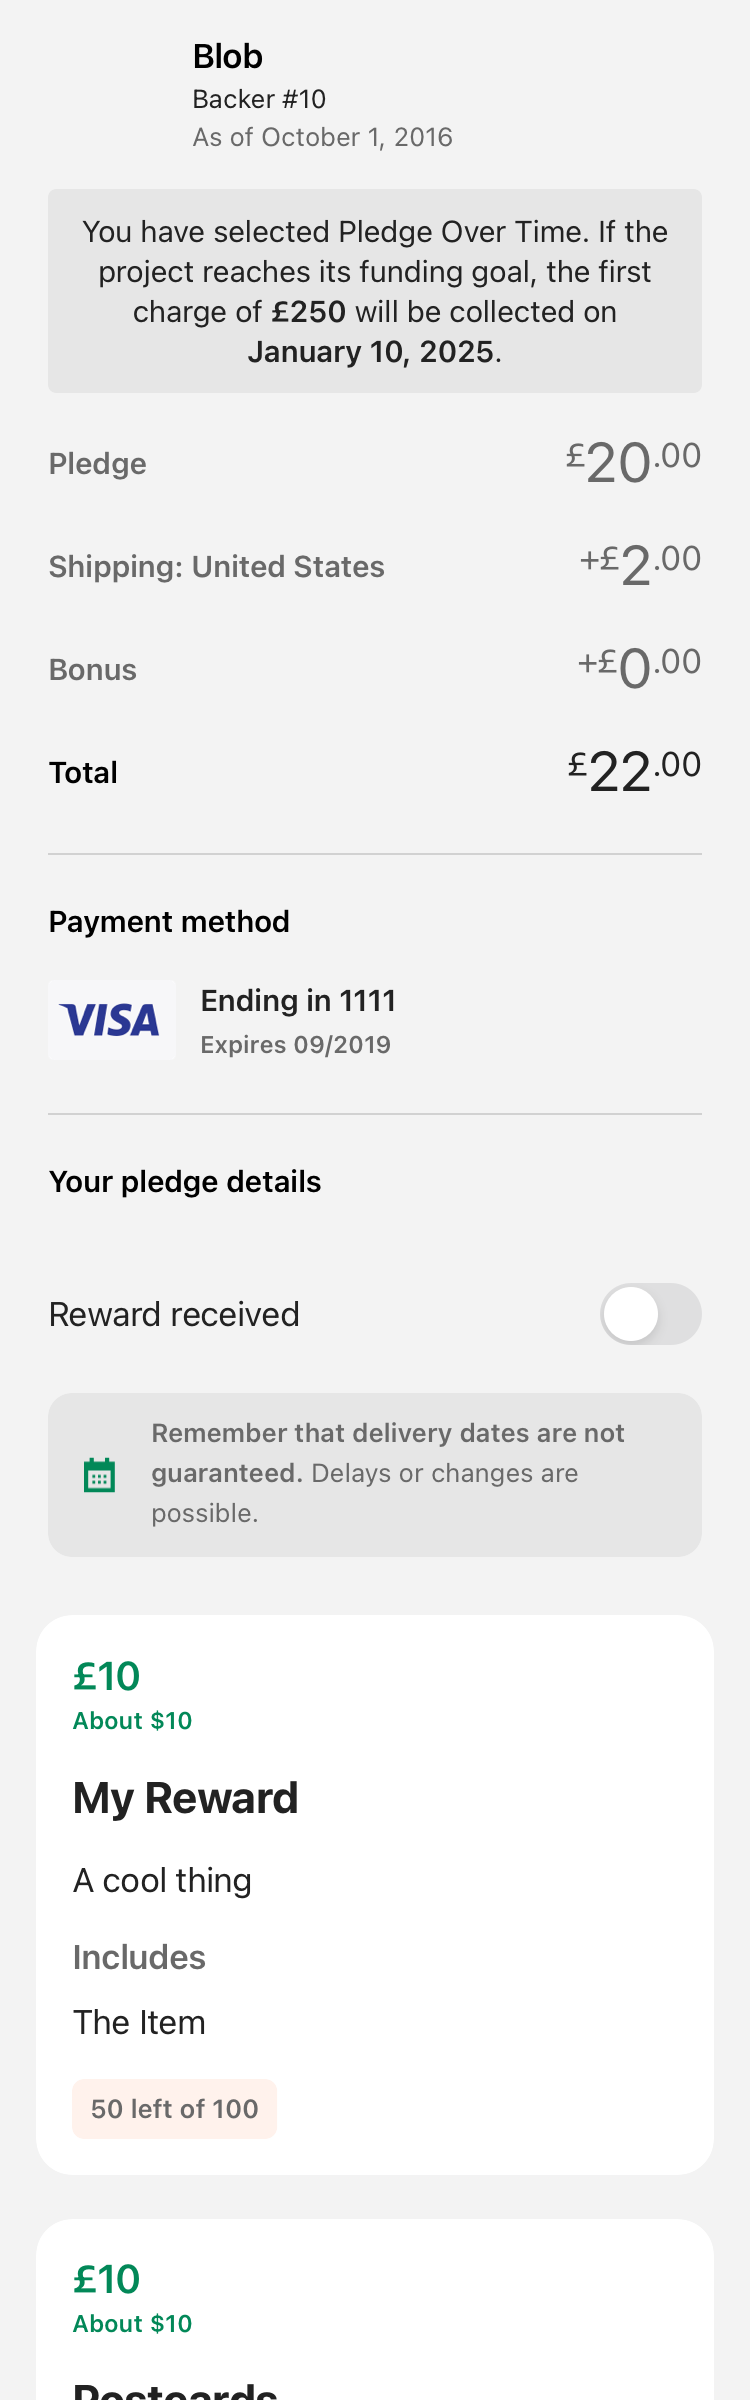 Blob
Backer #10
As of October 1, 2016
You have selected Pledge Over Time. If the
project reaches its funding goal, the first
charge of £250 will be collected on
January 10, 2025.
Pledge £20.00
Shipping: United States +£2.00
Bonus +£0.00
Total £22.00
Payment method
VISA
Ending in 1111
Expires 09/2019
Your pledge details
Reward received
Remember that delivery dates are not
guaranteed. Delays or changes are
possible.
£10
About $10
My Reward
A cool thing
Includes
The Item
50 left of 100
£10
About $10
Postcards